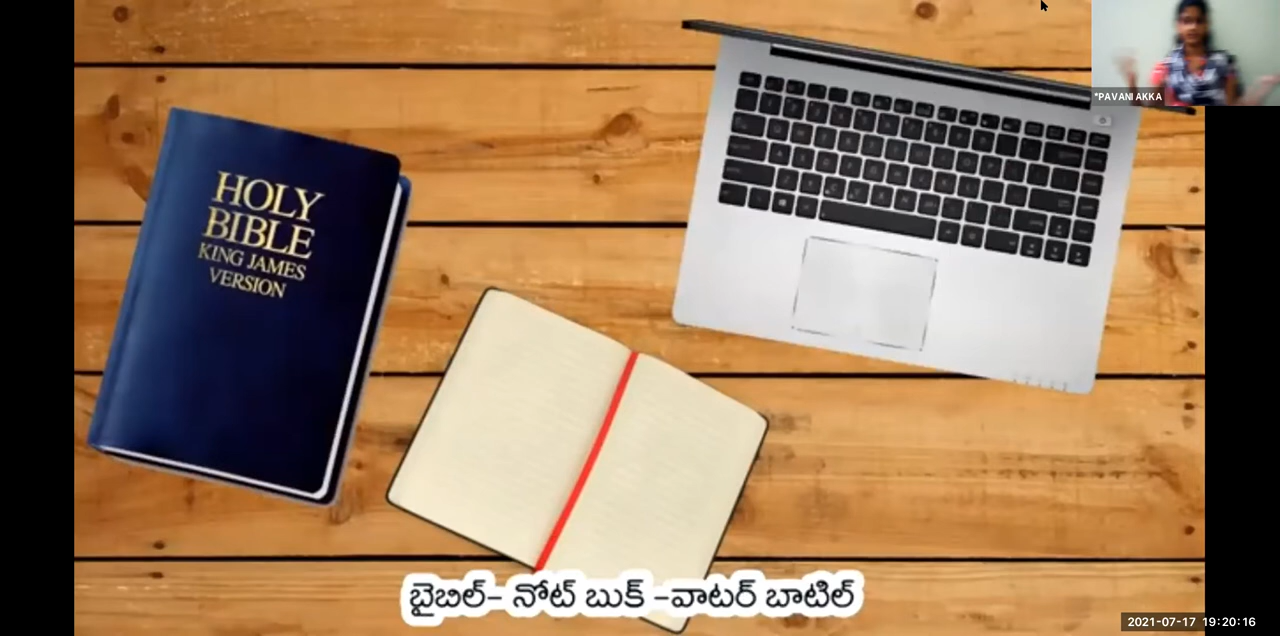 *PAVANI AKKA
HOLY
BIBLE
KING JAMES
VERSION
బైబిల్- నోట్ బుక్ -వాటర్ బాటిల్
2021-07-17 19:20:16